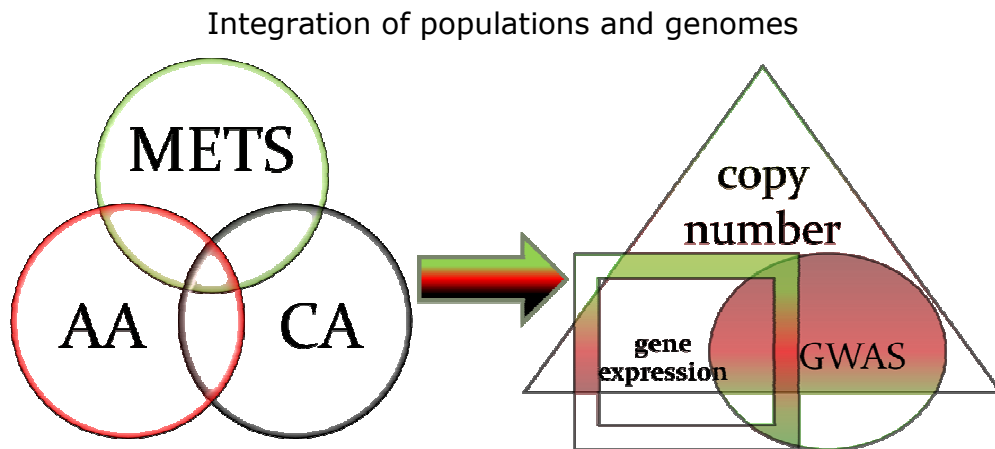 Integration of populations and genomes
METS
AA
CA
copy
number
gene
expression
GWAS